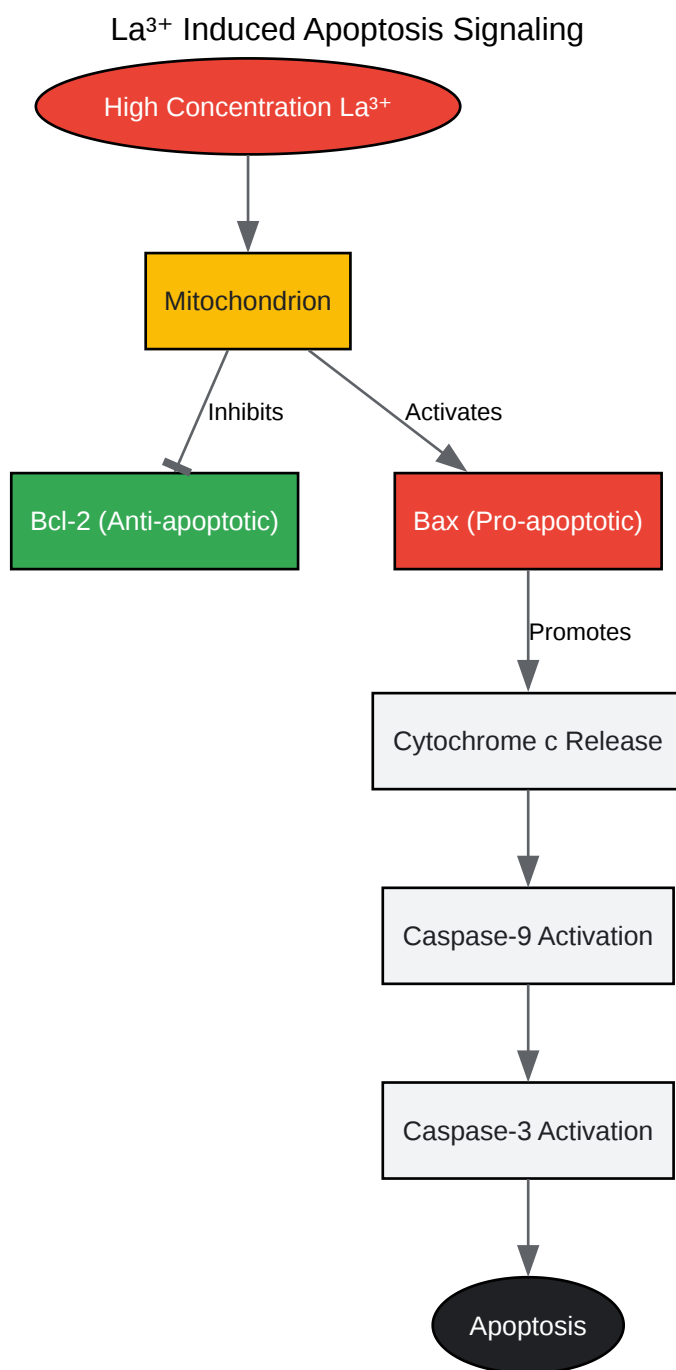 La³⁺ Induced Apoptosis Signaling
High Concentration La³⁺
Mitochondrion
Inhibits
Activates
Bcl-2 (Anti-apoptotic)
Bax (Pro-apoptotic)
Promotes
Cytochrome c Release
Caspase-9 Activation
Caspase-3 Activation
Apoptosis